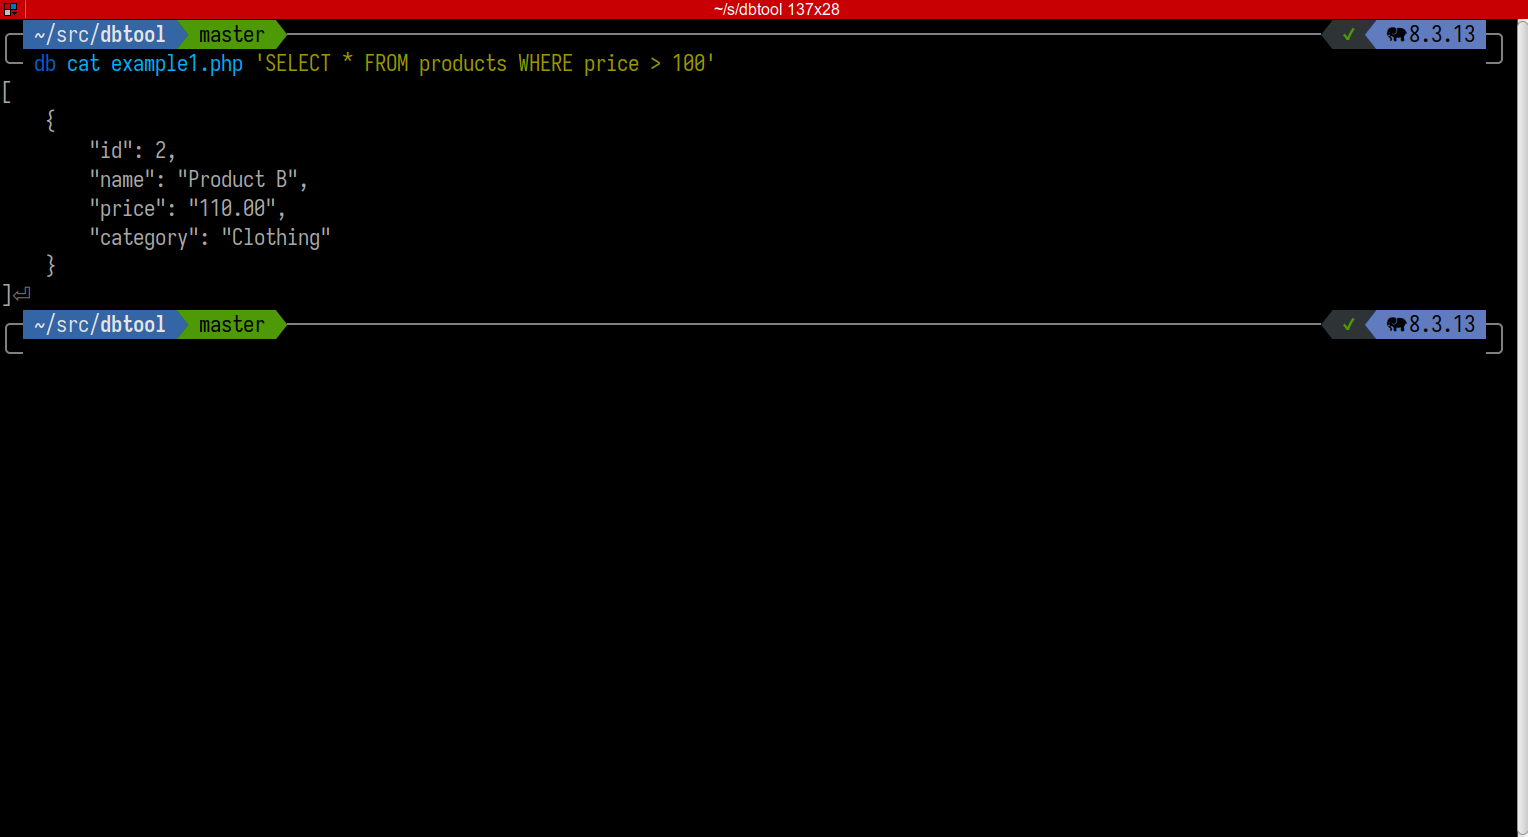 ~/s/dbtool 137x28
~/src/dbtool master ✓ 8.3.13
db cat example1.php 'SELECT * FROM products WHERE price > 100'
[
    {
        "id": 2,
        "name": "Product B",
        "price": "110.00",
        "category": "Clothing"
    }
]⏎
~/src/dbtool master ✓ 8.3.13